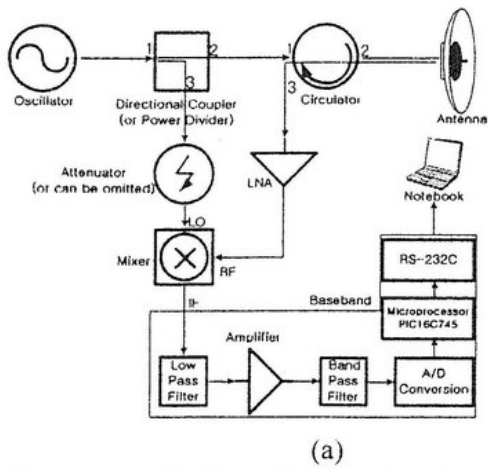 1
2
3
Oscillator
Directional Coupler
(or Power Divider)
1
2
3
Circulator
Antenna
Attenuator
(or can be omitted)
LNA
Notebook
LO
Mixer
RF
IF
RS-232C
Baseband
Microprocessor
PIC16C745
Amplifier
Low
Pass
Filter
Band
Pass
Filter
A/D
Conversion
(a)